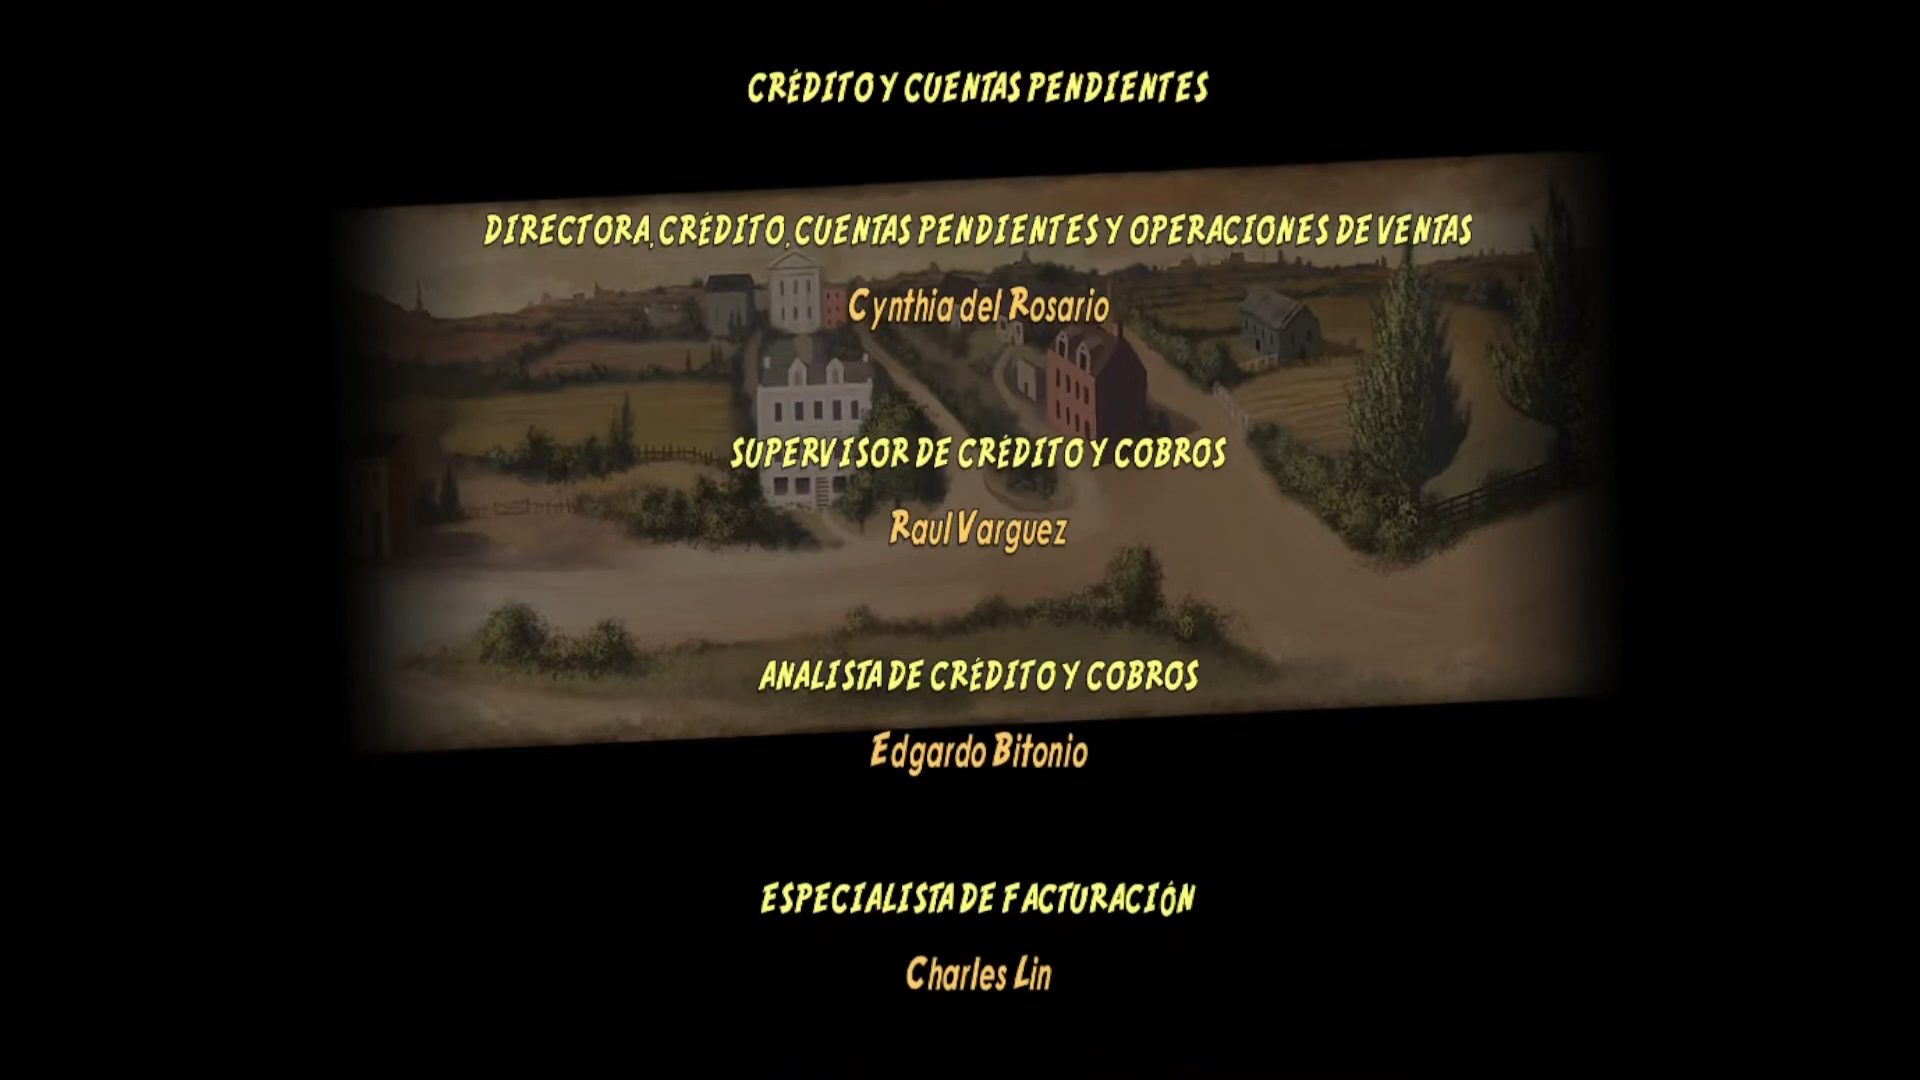 CRÉDITO Y CUENTAS PENDIENTES
DIRECTORA, CRÉDITO, CUENTAS PENDIENTES Y OPERACIONES DE VENTAS
Cynthia del Rosario
SUPERVISOR DE CRÉDITO Y COBROS
Raul Varguez
ANALISTA DE CRÉDITO Y COBROS
Edgardo Bitonio
ESPECIALISTA DE FACTURACIÓN
Charles Lin